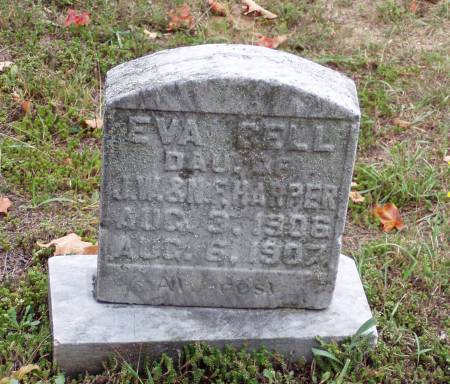 EVA BELL
DAU. OF
J.W. & M.F. HARPER
AUG. 3. 1906
AUG. 6. 1907